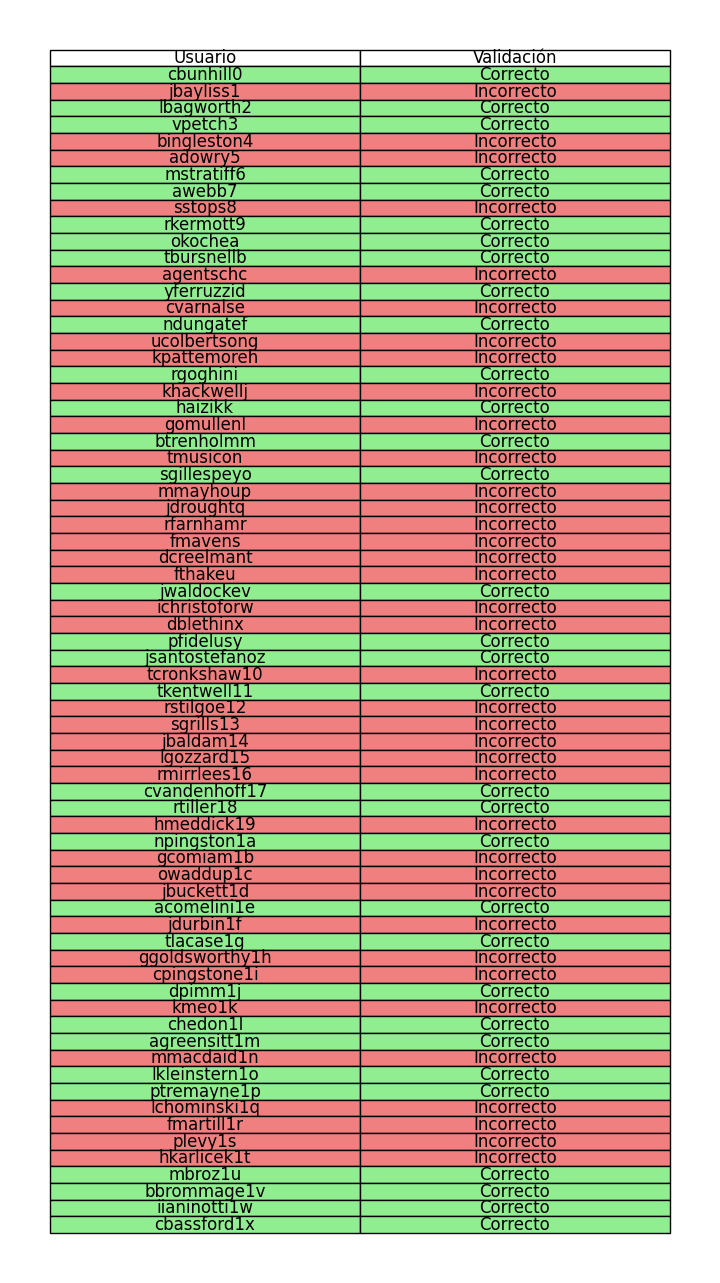 Usuario Validación
cbunhill0 Correcto
jbayliss1 Incorrecto
lbagworth2 Correcto
vpetch3 Correcto
bingleston4 Incorrecto
adowry5 Incorrecto
mstratiff6 Correcto
awebb7 Correcto
sstops8 Incorrecto
rkermott9 Correcto
okochea Correcto
tbursnellb Correcto
agentschc Incorrecto
yferruzzid Correcto
cvarnalse Incorrecto
ndungatef Correcto
ucolbertsong Incorrecto
kpattemoreh Incorrecto
rgoghini Correcto
khackwellj Incorrecto
haizikk Correcto
gomullenl Incorrecto
btrenholmm Correcto
tmusicon Incorrecto
sgillespeyo Correcto
mmayhoup Incorrecto
jdroughtq Incorrecto
rfarnhamr Incorrecto
fmavens Incorrecto
dcreelmant Incorrecto
fthakeu Incorrecto
jwaldockev Correcto
ichristoforw Incorrecto
dblethinx Incorrecto
pfidelusy Correcto
jsantostefanoz Correcto
tcronkshaw10 Incorrecto
tkentwell11 Correcto
rstilgoe12 Incorrecto
sgrills13 Incorrecto
jbaldam14 Incorrecto
lgozzard15 Incorrecto
rmirrlees16 Incorrecto
cvandenhoff17 Correcto
rtiller18 Correcto
hmeddick19 Incorrecto
npingston1a Correcto
gcomiam1b Incorrecto
owaddup1c Incorrecto
jbuckett1d Incorrecto
acomelini1e Correcto
jdurbin1f Incorrecto
tlacase1g Correcto
ggoldsworthy1h Incorrecto
cpingstone1i Incorrecto
dpimm1j Correcto
kmeo1k Incorrecto
chedon1l Correcto
agreensitt1m Correcto
mmacdaid1n Incorrecto
lkleinstern1o Correcto
ptremayne1p Correcto
lchominski1q Incorrecto
fmartill1r Incorrecto
plevy1s Incorrecto
hkarlicek1t Incorrecto
mbroz1u Correcto
bbrommage1v Correcto
iianinotti1w Correcto
cbassford1x Correcto